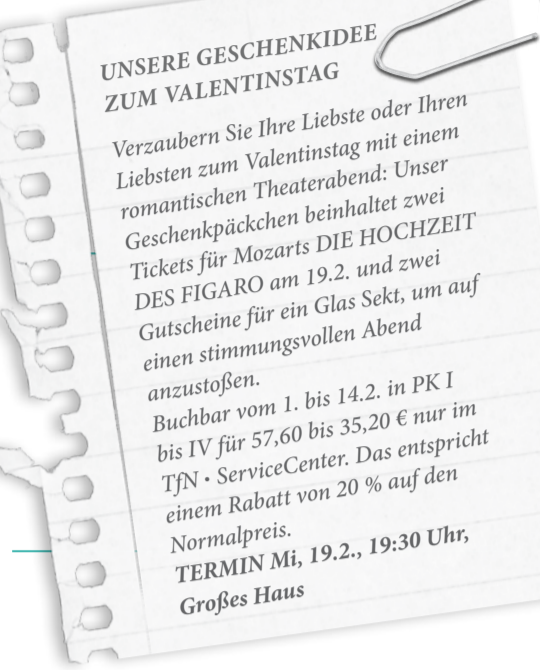 UNSERE GESCHENKIDEE
ZUM VALENTINSTAG
Verzaubern Sie Ihre Liebste oder Ihren
Liebsten zum Valentinstag mit einem
romantischen Theaterabend: Unser
Geschenkpäckchen beinhaltet zwei
Tickets für Mozarts DIE HOCHZEIT
DES FIGARO am 19.2. und zwei
Gutscheine für ein Glas Sekt, um auf
einen stimmungsvollen Abend
anzustoßen.
Buchbar vom 1. bis 14.2. in PK I
bis IV für 57,60 bis 35,20 € nur im
TfN • ServiceCenter. Das entspricht
einem Rabatt von 20 % auf den
Normalpreis.
TERMIN Mi, 19.2., 19:30 Uhr,
Großes Haus